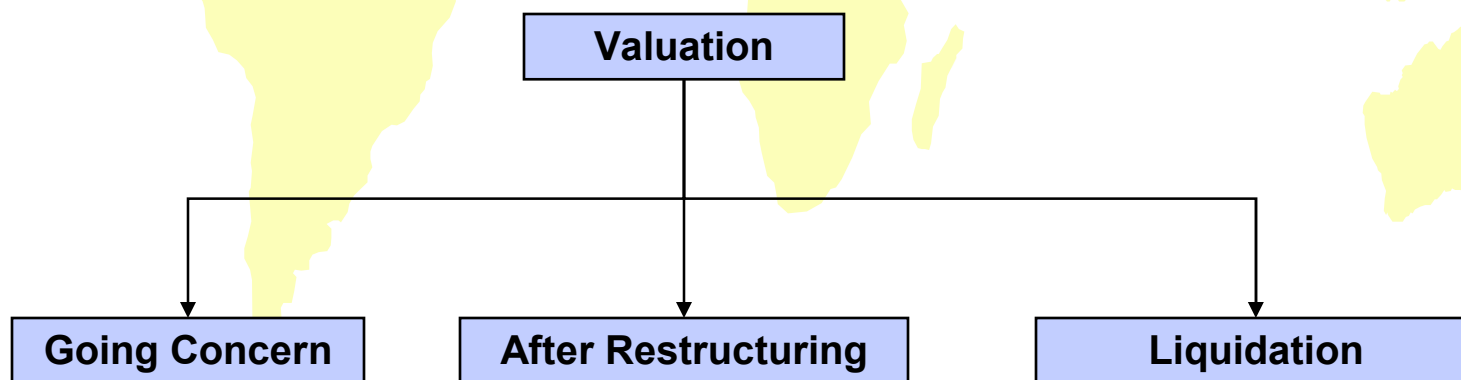 Valuation
Going Concern
After Restructuring
Liquidation